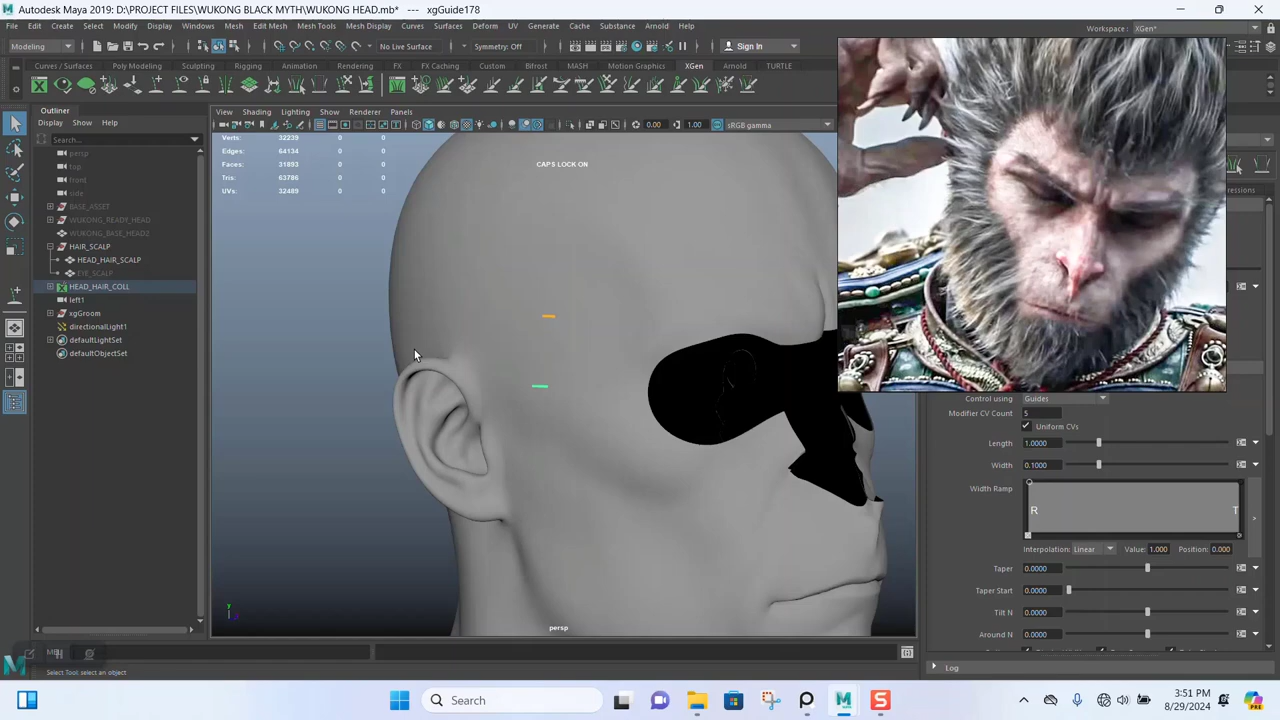 Autodesk Maya 2019: D:\PROJECT FILES\WUKONG BLACK MYTH\WUKONG HEAD.mb* --- xgGuide178
File Edit Create Select Modify Display Windows Mesh Edit Mesh Mesh Tools Mesh Display Curves Surfaces Deform UV Generate Cache Substance Arnold Help
Workspace : XGen*
Modeling No Live Surface Symmetry: Off Sign In
Curves / Surfaces Poly Modeling Sculpting Rigging Animation Rendering FX FX Caching Custom Bifrost MASH Motion Graphics XGen Arnold TURTLE
Outliner
Display Show Help
Search...
persp
top
front
side
BASE_ASSET
WUKONG_READY_HEAD
WUKONG_BASE_HEAD2
HAIR_SCALP
HEAD_HAIR_SCALP
EYE_SCALP
HEAD_HAIR_COLL
left1
xgGroom
directionalLight1
defaultLightSet
defaultObjectSet
View Shading Lighting Show Renderer Panels
0.00 1.00 sRGB gamma
Verts: 32239 0 0
Edges: 64134 0 0
Faces: 31893 0 0
Tris: 63786 0 0
UVs: 32489 0 0
CAPS LOCK ON
y
persp
Control using Guides
Modifier CV Count 5
Uniform CVs
Length 1.0000
Width 0.1000
Width Ramp
R T
>
Interpolation: Linear Value: 1.000 Position: 0.000
Taper 0.0000
Taper Start 0.0000
Tilt N 0.0000
Around N 0.0000
Log
Select Tool: select an object
Search
3:51 PM
8/29/2024